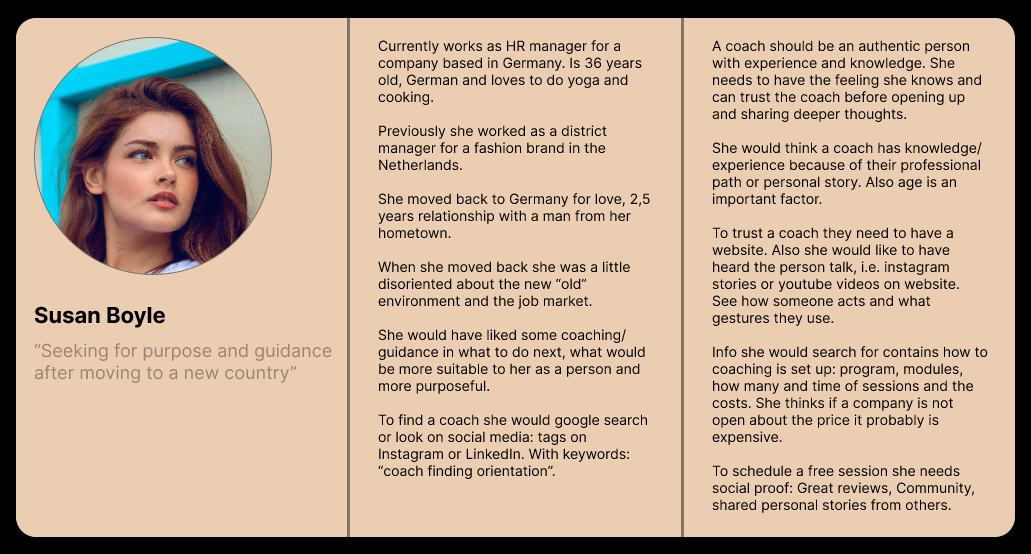 Susan Boyle
“Seeking for purpose and guidance
after moving to a new country”
Currently works as HR manager for a
company based in Germany. Is 36 years
old, German and loves to do yoga and
cooking.
Previously she worked as a district
manager for a fashion brand in the
Netherlands.
She moved back to Germany for love, 2,5
years relationship with a man from her
hometown.
When she moved back she was a little
disoriented about the new “old”
environment and the job market.
She would have liked some coaching/
guidance in what to do next, what would
be more suitable to her as a person and
more purposeful.
To find a coach she would google search
or look on social media: tags on
Instagram or LinkedIn. With keywords:
“coach finding orientation”.
A coach should be an authentic person
with experience and knowledge. She
needs to have the feeling she knows and
can trust the coach before opening up
and sharing deeper thoughts.
She would think a coach has knowledge/
experience because of their professional
path or personal story. Also age is an
important factor.
To trust a coach they need to have a
website. Also she would like to have
heard the person talk, i.e. instagram
stories or youtube videos on website.
See how someone acts and what
gestures they use.
Info she would search for contains how to
coaching is set up: program, modules,
how many and time of sessions and the
costs. She thinks if a company is not
open about the price it probably is
expensive.
To schedule a free session she needs
social proof: Great reviews, Community,
shared personal stories from others.